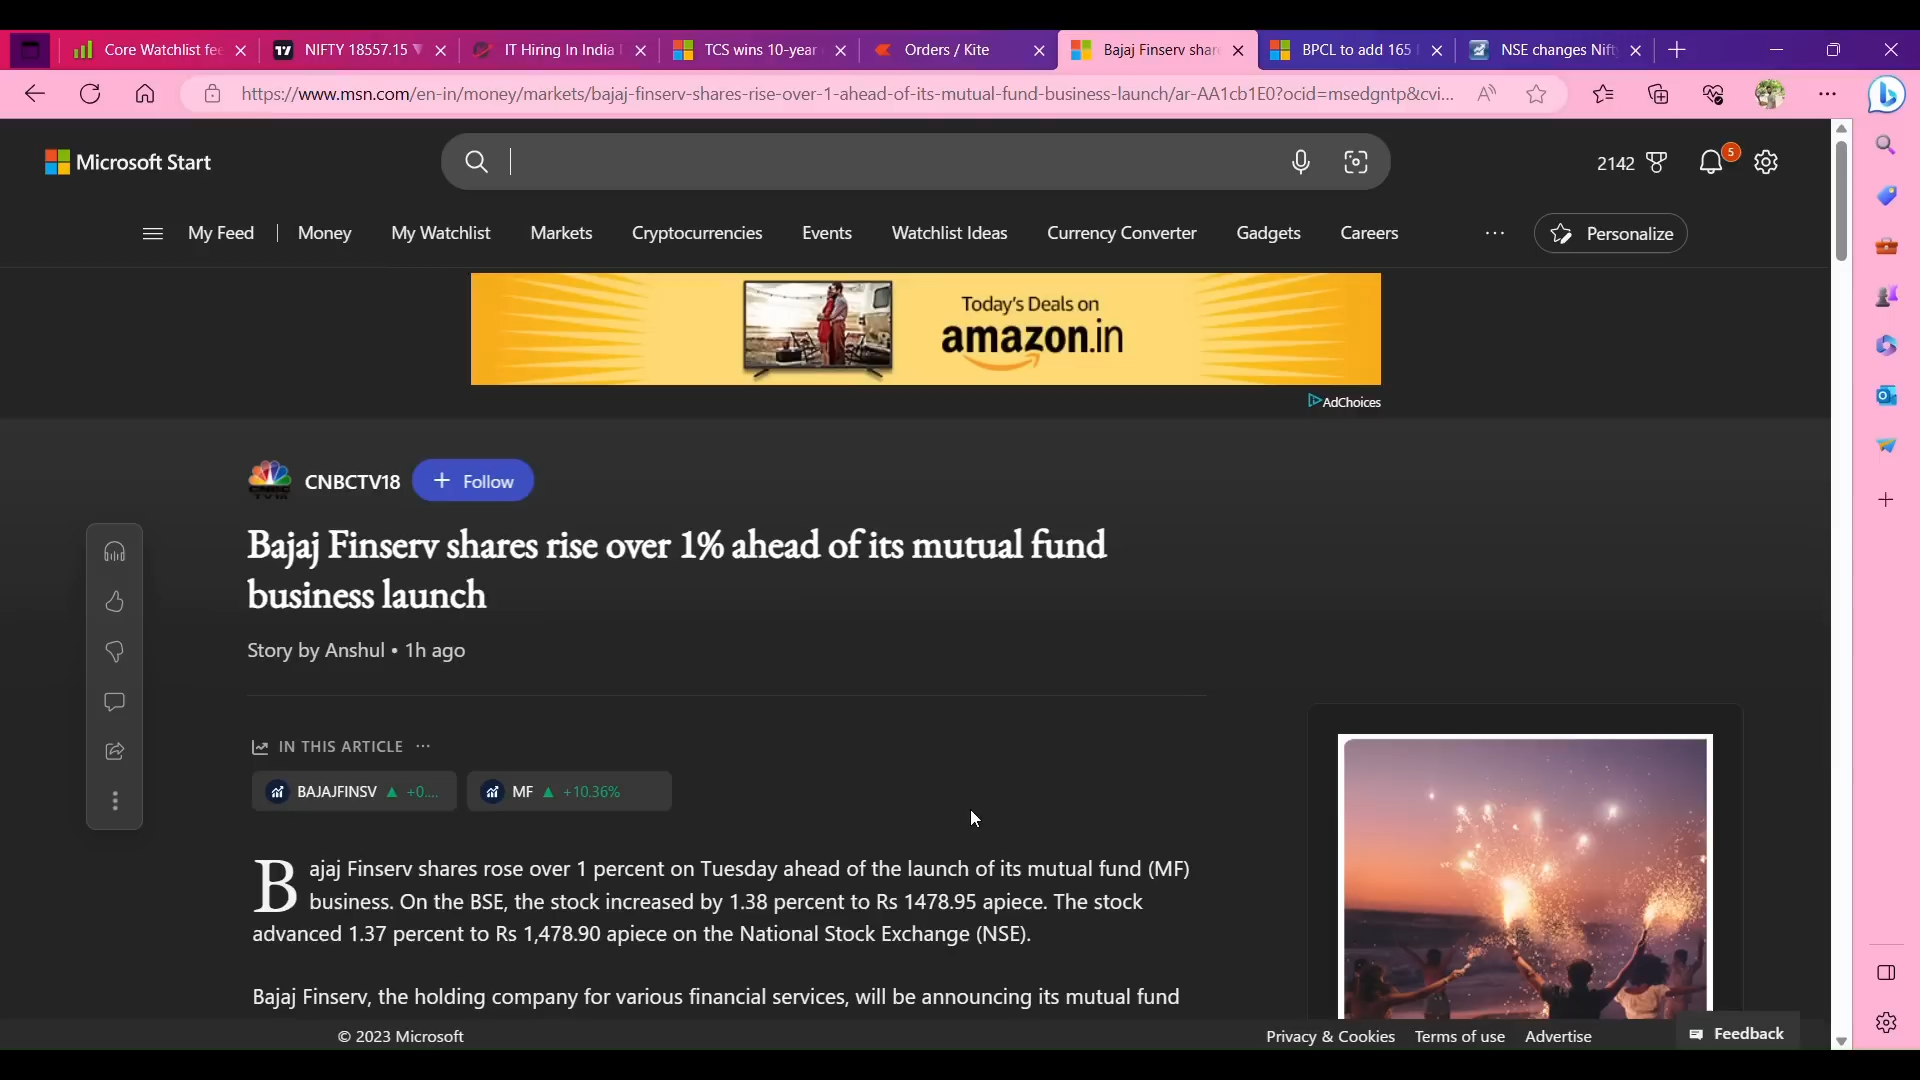 Core Watchlist fe
NIFTY 18557.15
IT Hiring In India
TCS wins 10-year
Orders / Kite
Bajaj Finserv share
BPCL to add 165
NSE changes Nift
https://www.msn.com/en-in/money/markets/bajaj-finserv-shares-rise-over-1-ahead-of-its-mutual-fund-business-launch/ar-AA1cb1E0?ocid=msedgntp&cvi...
Microsoft Start
2142
5
My Feed
Money
My Watchlist
Markets
Cryptocurrencies
Events
Watchlist Ideas
Currency Converter
Gadgets
Careers
Personalize
Today's Deals on
amazon.in
AdChoices
CNBCTV18
+ Follow
Bajaj Finserv shares rise over 1% ahead of its mutual fund
business launch
Story by Anshul • 1h ago
IN THIS ARTICLE ...
BAJAJFINSV ▲ +0....
MF ▲ +10.36%
Bajaj Finserv shares rose over 1 percent on Tuesday ahead of the launch of its mutual fund (MF)
business. On the BSE, the stock increased by 1.38 percent to Rs 1478.95 apiece. The stock
advanced 1.37 percent to Rs 1,478.90 apiece on the National Stock Exchange (NSE).
Bajaj Finserv, the holding company for various financial services, will be announcing its mutual fund
© 2023 Microsoft
Privacy & Cookies
Terms of use
Advertise
Feedback